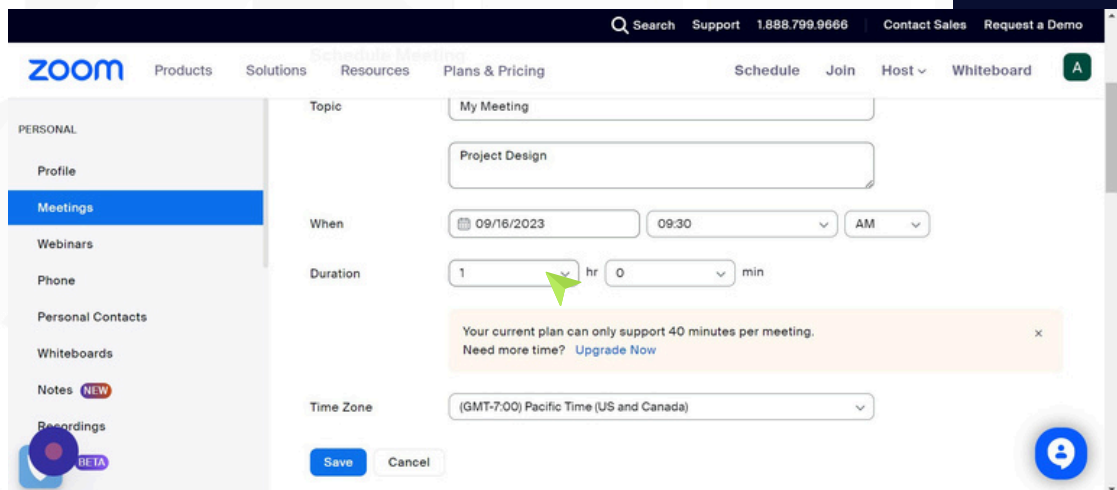 Search Support 1.888.799.9666 Contact Sales Request a Demo
Schedule Meeting
zoom Products Solutions Resources Plans & Pricing Schedule Join Host Whiteboard A
PERSONAL
Profile
Meetings
Webinars
Phone
Personal Contacts
Whiteboards
Notes NEW
Recordings
BETA
Topic My Meeting
Project Design
When 09/16/2023 09:30 AM
Duration 1 hr 0 min
Your current plan can only support 40 minutes per meeting. ×
Need more time? Upgrade Now
Time Zone (GMT-7:00) Pacific Time (US and Canada)
Save Cancel